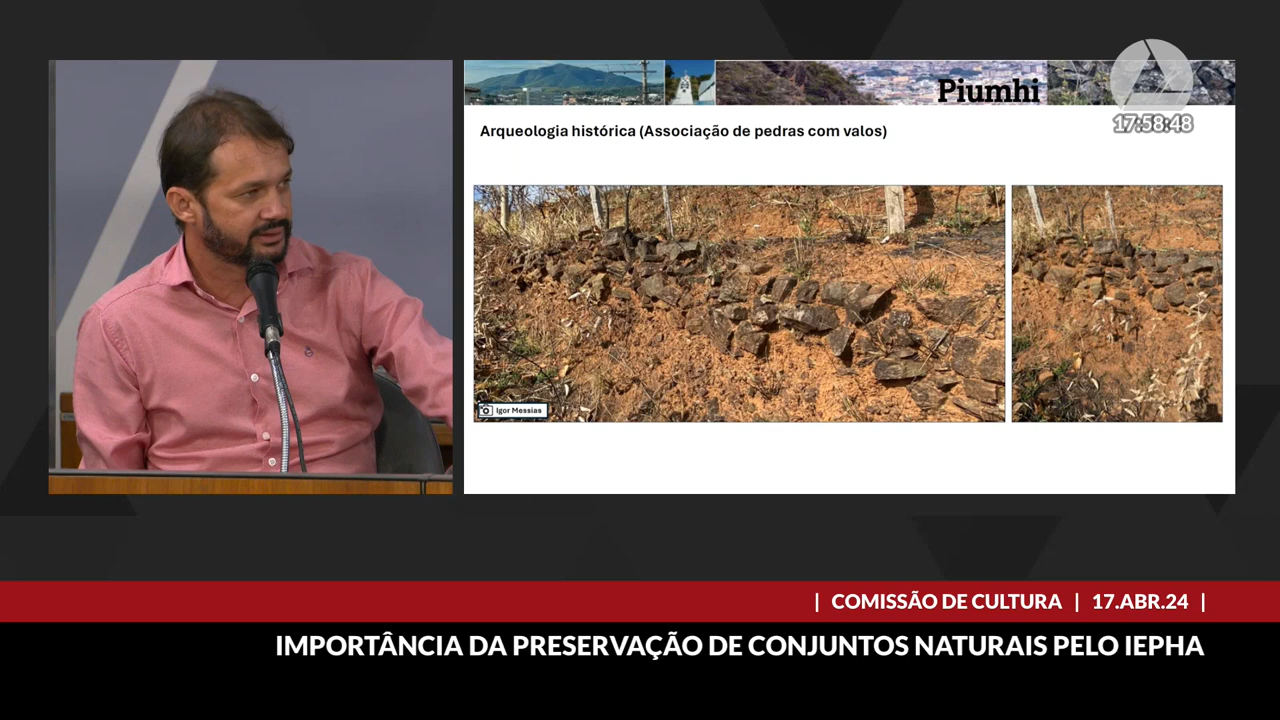 Piumhi
17:58:48
Arqueologia histórica (Associação de pedras com valos)
Igor Messias
| COMISSÃO DE CULTURA | 17.ABR.24 |
IMPORTÂNCIA DA PRESERVAÇÃO DE CONJUNTOS NATURAIS PELO IEPHA